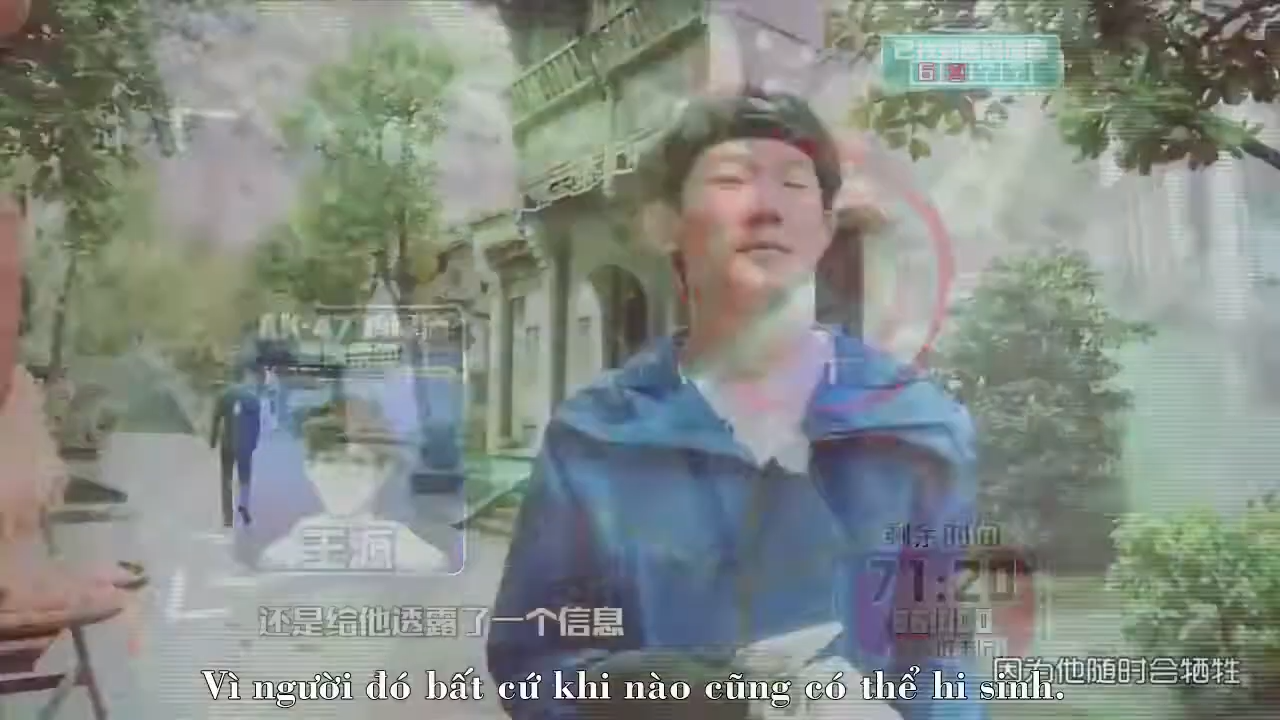 AK-47
王源
剩余时间
71:20
还是给他透露了一个信息
因为他随时会牺牲
Vì người đó bất cứ khi nào cũng có thể hi sinh.